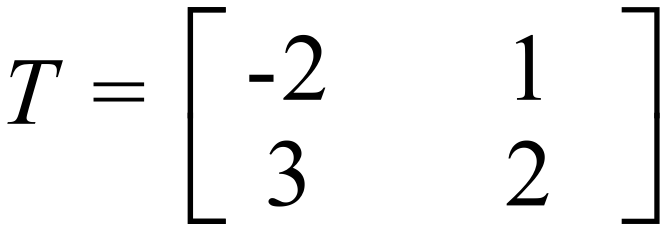 T = [ -2 1
3 2 ]